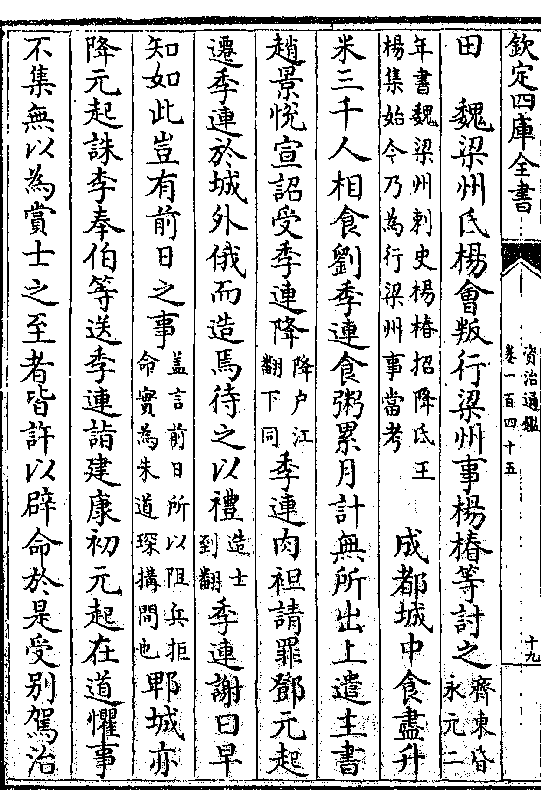 欽定四庫全書
資治通鑑
卷一百四十五
十九
田　魏梁州氐楊會叛行梁州事楊椿等討之齊東昏永元二
年書魏梁州刺史楊椿招降氐王楊集始今乃為行梁州事當考　成都城中食盡升
米三千人相食劉季連食粥累月計無所出上遣主書
趙景悅宣詔受季連降降户江翻下同季連肉袒請罪鄧元起
遷季連於城外俄而造焉待之以禮造士到翻季連謝曰早
知如此豈有前日之事葢言前日所以阻兵拒命實為朱道琛搆間也郫城亦
降元起誅李奉伯等送季連詣建康初元起在道懼事
不集無以為賞士之至者皆許以辟命於是受別駕治